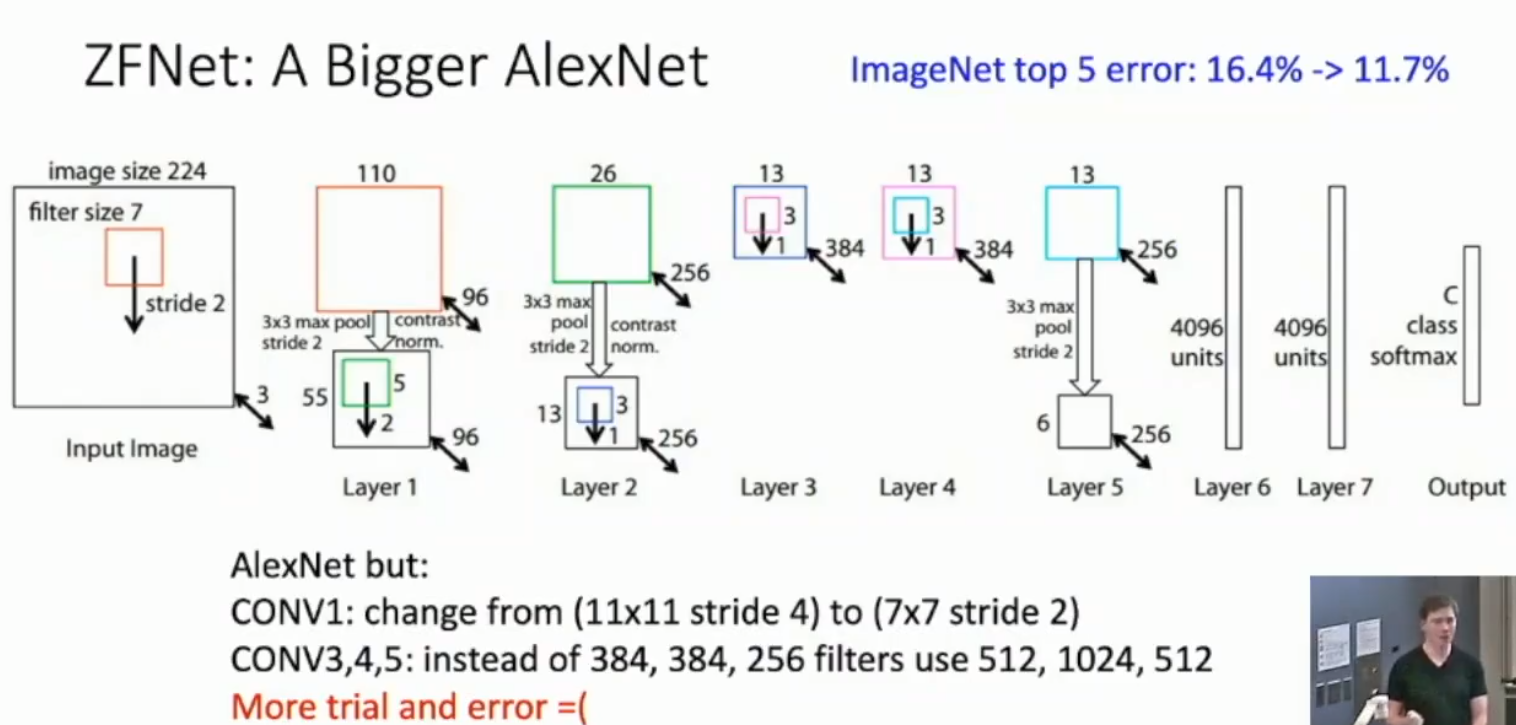 ZFNet: A Bigger AlexNet
ImageNet top 5 error: 16.4% -> 11.7%
image size 224
filter size 7
stride 2
3
Input Image
110
96
3x3 max pool
stride 2
contrast
norm.
55
5
2
96
Layer 1
26
256
3x3 max
pool
stride 2
contrast
norm.
13
3
1
256
Layer 2
13
3
1
384
Layer 3
13
3
1
384
Layer 4
13
256
3x3 max
pool
stride 2
6
256
Layer 5
4096
units
Layer 6
4096
units
Layer 7
C
class
softmax
Output
AlexNet but:
CONV1: change from (11x11 stride 4) to (7x7 stride 2)
CONV3,4,5: instead of 384, 384, 256 filters use 512, 1024, 512
More trial and error =(